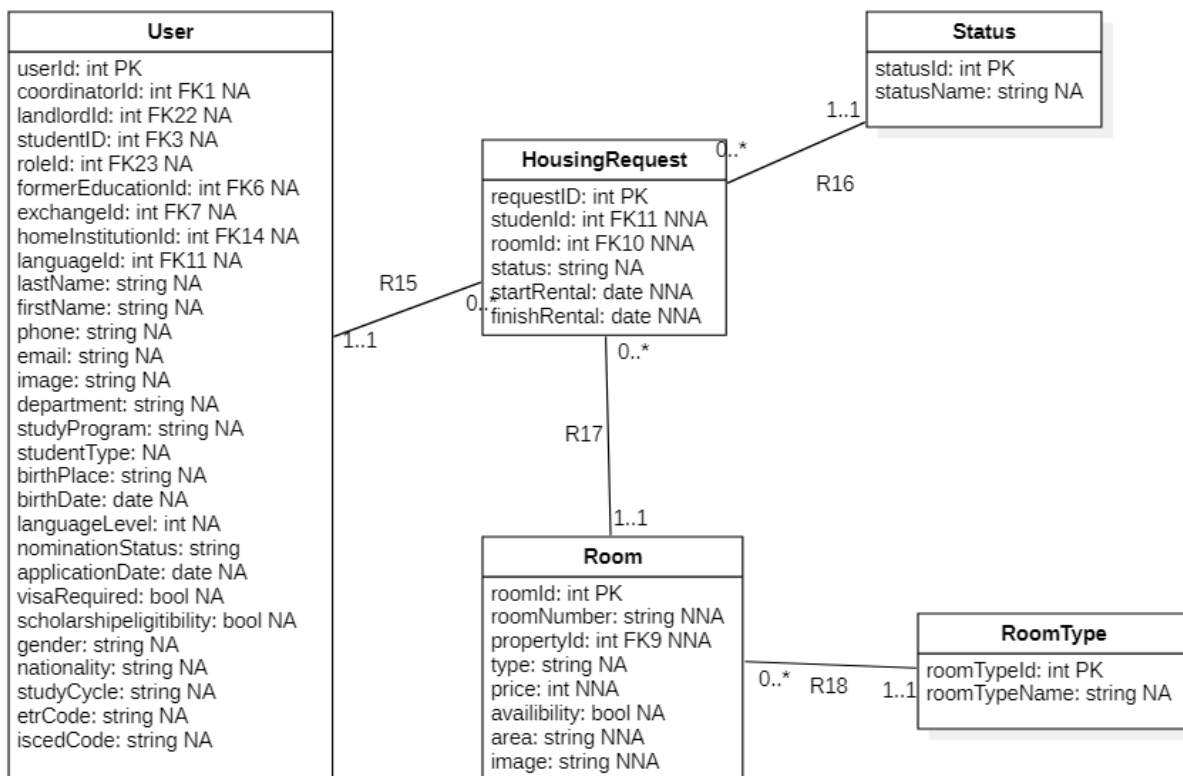 User
userId: int PK
coordinatorId: int FK1 NA
landlordId: int FK22 NA
studentID: int FK3 NA
roleId: int FK23 NA
formerEducationId: int FK6 NA
exchangeId: int FK7 NA
homeInstitutionId: int FK14 NA
languageId: int FK11 NA
lastName: string NA
firstName: string NA
phone: string NA
email: string NA
image: string NA
department: string NA
studyProgram: string NA
studentType: NA
birthPlace: string NA
birthDate: date NA
languageLevel: int NA
nominationStatus: string
applicationDate: date NA
visaRequired: bool NA
scholarshipeligitibility: bool NA
gender: string NA
nationality: string NA
studyCycle: string NA
etrCode: string NA
iscedCode: string NA
R15
1..1
0..*
HousingRequest
requestID: int PK
studenId: int FK11 NNA
roomId: int FK10 NNA
status: string NA
startRental: date NNA
finishRental: date NNA
0..*
R16
1..1
Status
statusId: int PK
statusName: string NA
0..*
R17
1..1
Room
roomId: int PK
roomNumber: string NNA
propertyId: int FK9 NNA
type: string NA
price: int NNA
availibility: bool NA
area: string NNA
image: string NNA
0..*
R18
1..1
RoomType
roomTypeId: int PK
roomTypeName: string NA